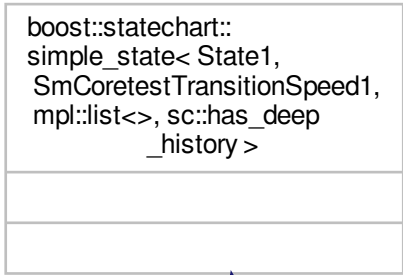 boost::statechart::
simple_state< State1,
SmCoretestTransitionSpeed1,
mpl::list<>, sc::has_deep
_history >